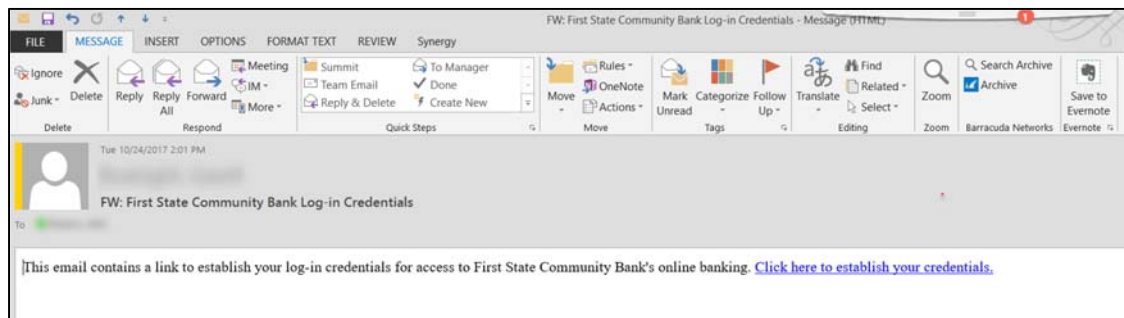 FW: First State Community Bank Log-in Credentials - Message (HTML)
1
FILE MESSAGE INSERT OPTIONS FORMAT TEXT REVIEW Synergy
Ignore
Junk
Delete
Reply
Reply All
Forward
Meeting
IM
More
Summit
Team Email
Reply & Delete
To Manager
Done
Create New
Move
Rules
OneNote
Actions
Mark Unread
Categorize
Follow Up
Translate
Find
Related
Select
Zoom
Search Archive
Archive
Save to Evernote
Delete Respond Quick Steps Move Tags Editing Zoom Barracuda Networks Evernote
Tue 10/24/2017 2:01 PM
FW: First State Community Bank Log-in Credentials
To
This email contains a link to establish your log-in credentials for access to First State Community Bank's online banking. Click here to establish your credentials.